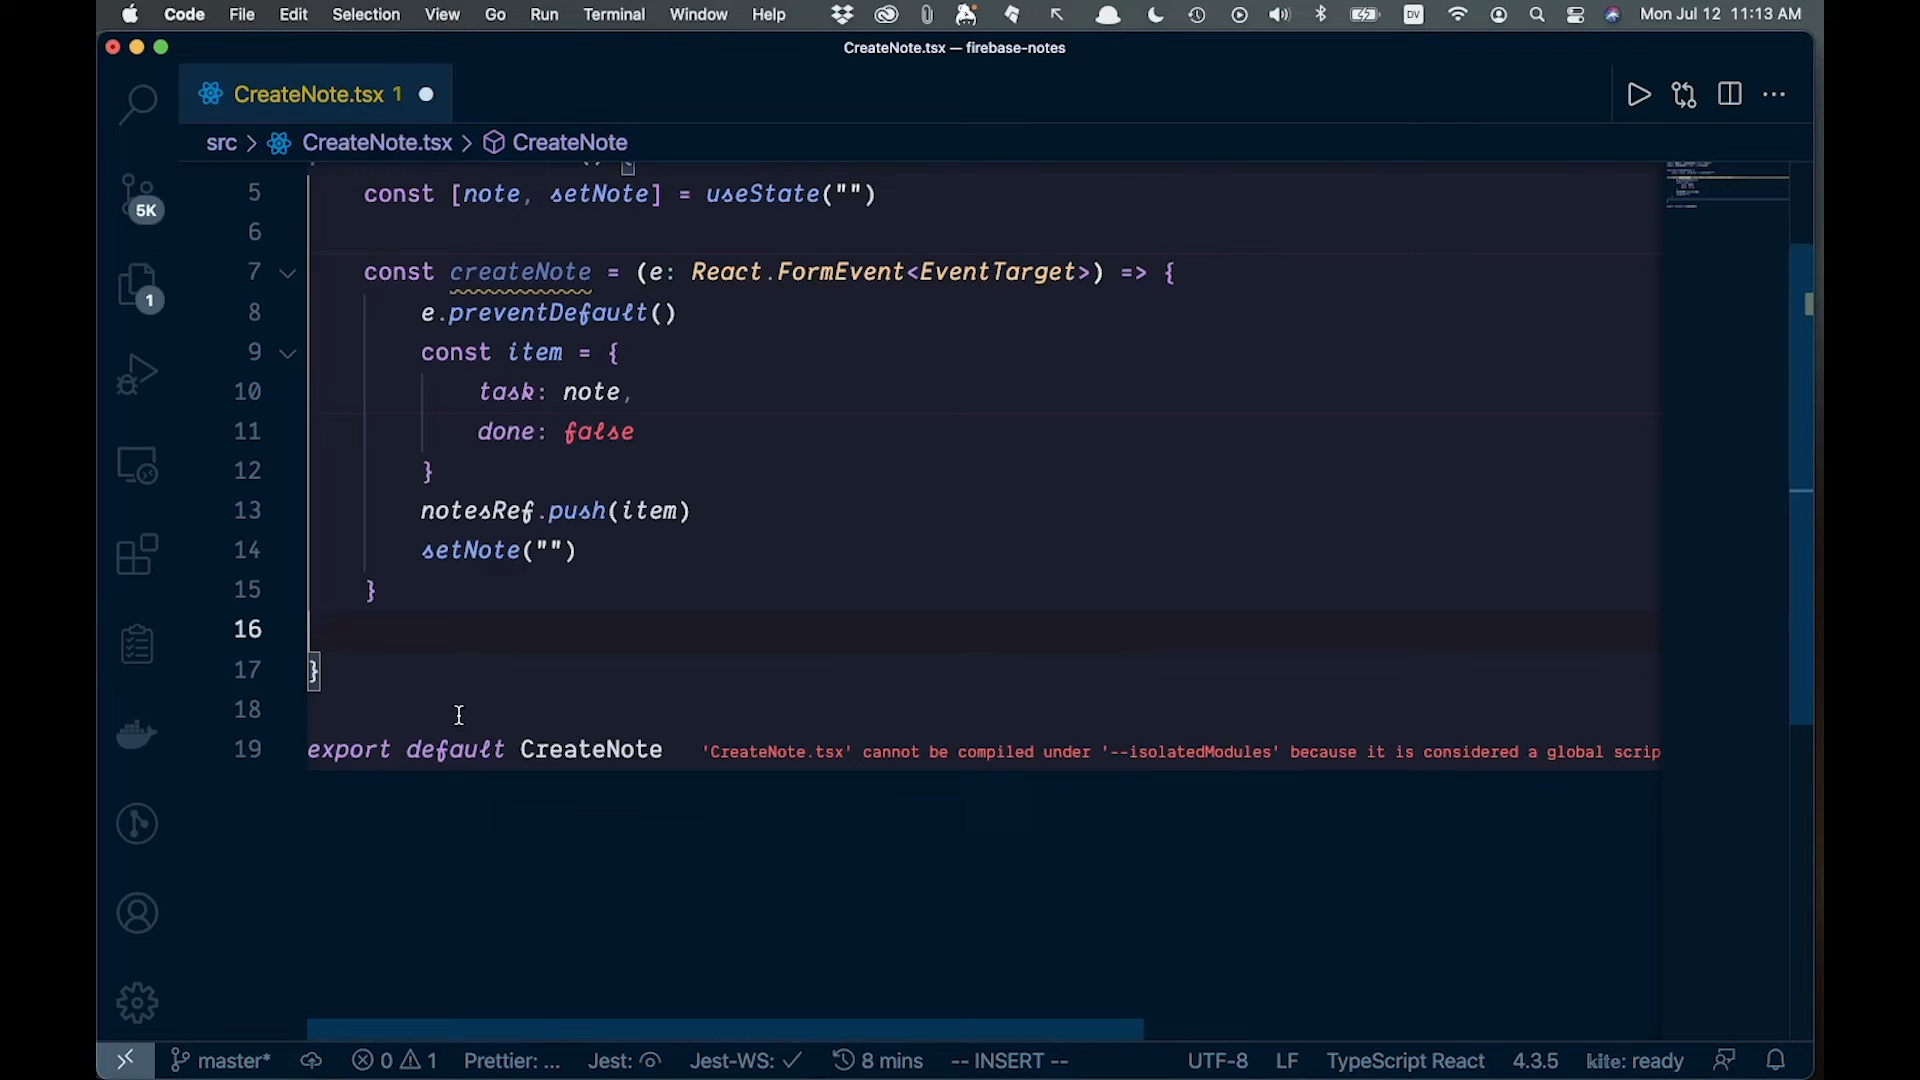 Code File Edit Selection View Go Run Terminal Window Help DV Mon Jul 12 11:13 AM
CreateNote.tsx — firebase-notes
CreateNote.tsx 1
src > CreateNote.tsx > CreateNote
5 const [note, setNote] = useState("")
6
7 const createNote = (e: React.FormEvent<EventTarget>) => {
8 e.preventDefault()
9 const item = {
10 task: note,
11 done: false
12 }
13 notesRef.push(item)
14 setNote("")
15 }
16
17 }
18
19 export default CreateNote 'CreateNote.tsx' cannot be compiled under '--isolatedModules' because it is considered a global scrip
5K
1
master* 0 1 Prettier: ... Jest: Jest-WS: ✓ 8 mins -- INSERT -- UTF-8 LF TypeScript React 4.3.5 kite: ready